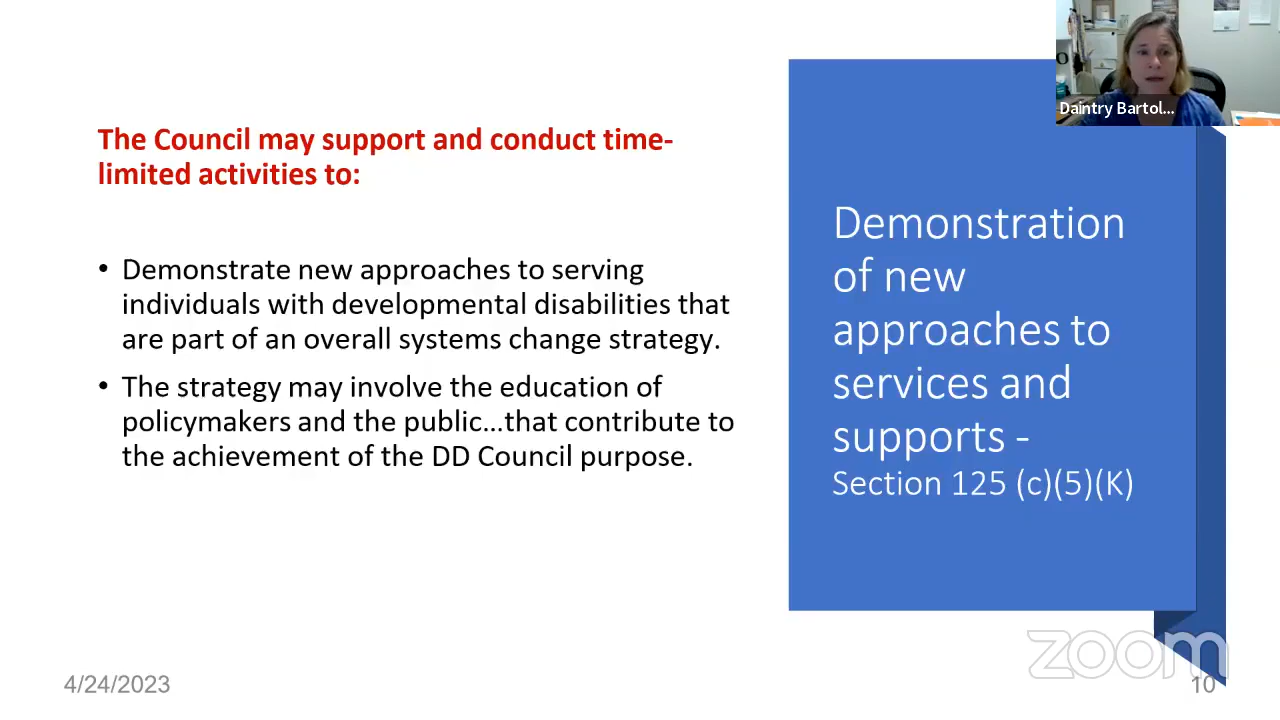 The Council may support and conduct time-
limited activities to:
• Demonstrate new approaches to serving
individuals with developmental disabilities that
are part of an overall systems change strategy.
• The strategy may involve the education of
policymakers and the public...that contribute to
the achievement of the DD Council purpose.
Daintry Bartol...
Demonstration
of new
approaches to
services and
supports -
Section 125 (c)(5)(K)
zoom
4/24/2023
10